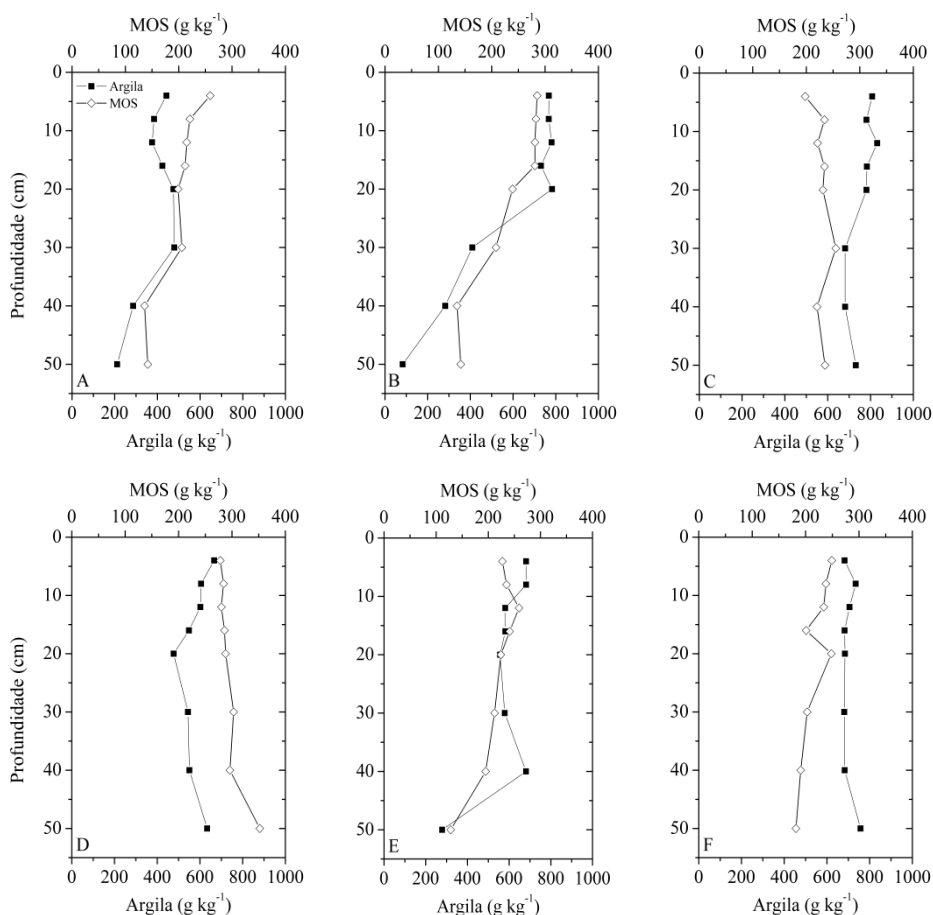 MOS (g kg⁻¹) MOS (g kg⁻¹) MOS (g kg⁻¹)
0 100 200 300 400 0 100 200 300 400 0 100 200 300 400
0 0 0
Argila
MOS
10 10 10
20 20 20
Profundidade (cm)
30 30 30
40 40 40
50 50 50
A B C
0 200 400 600 800 1000 0 200 400 600 800 1000 0 200 400 600 800 1000
Argila (g kg⁻¹) Argila (g kg⁻¹) Argila (g kg⁻¹)
MOS (g kg⁻¹) MOS (g kg⁻¹) MOS (g kg⁻¹)
0 100 200 300 400 0 100 200 300 400 0 100 200 300 400
0 0 0
10 10 10
20 20 20
Profundidade (cm)
30 30 30
40 40 40
50 50 50
D E F
0 200 400 600 800 1000 0 200 400 600 800 1000 0 200 400 600 800 1000
Argila (g kg⁻¹) Argila (g kg⁻¹) Argila (g kg⁻¹)